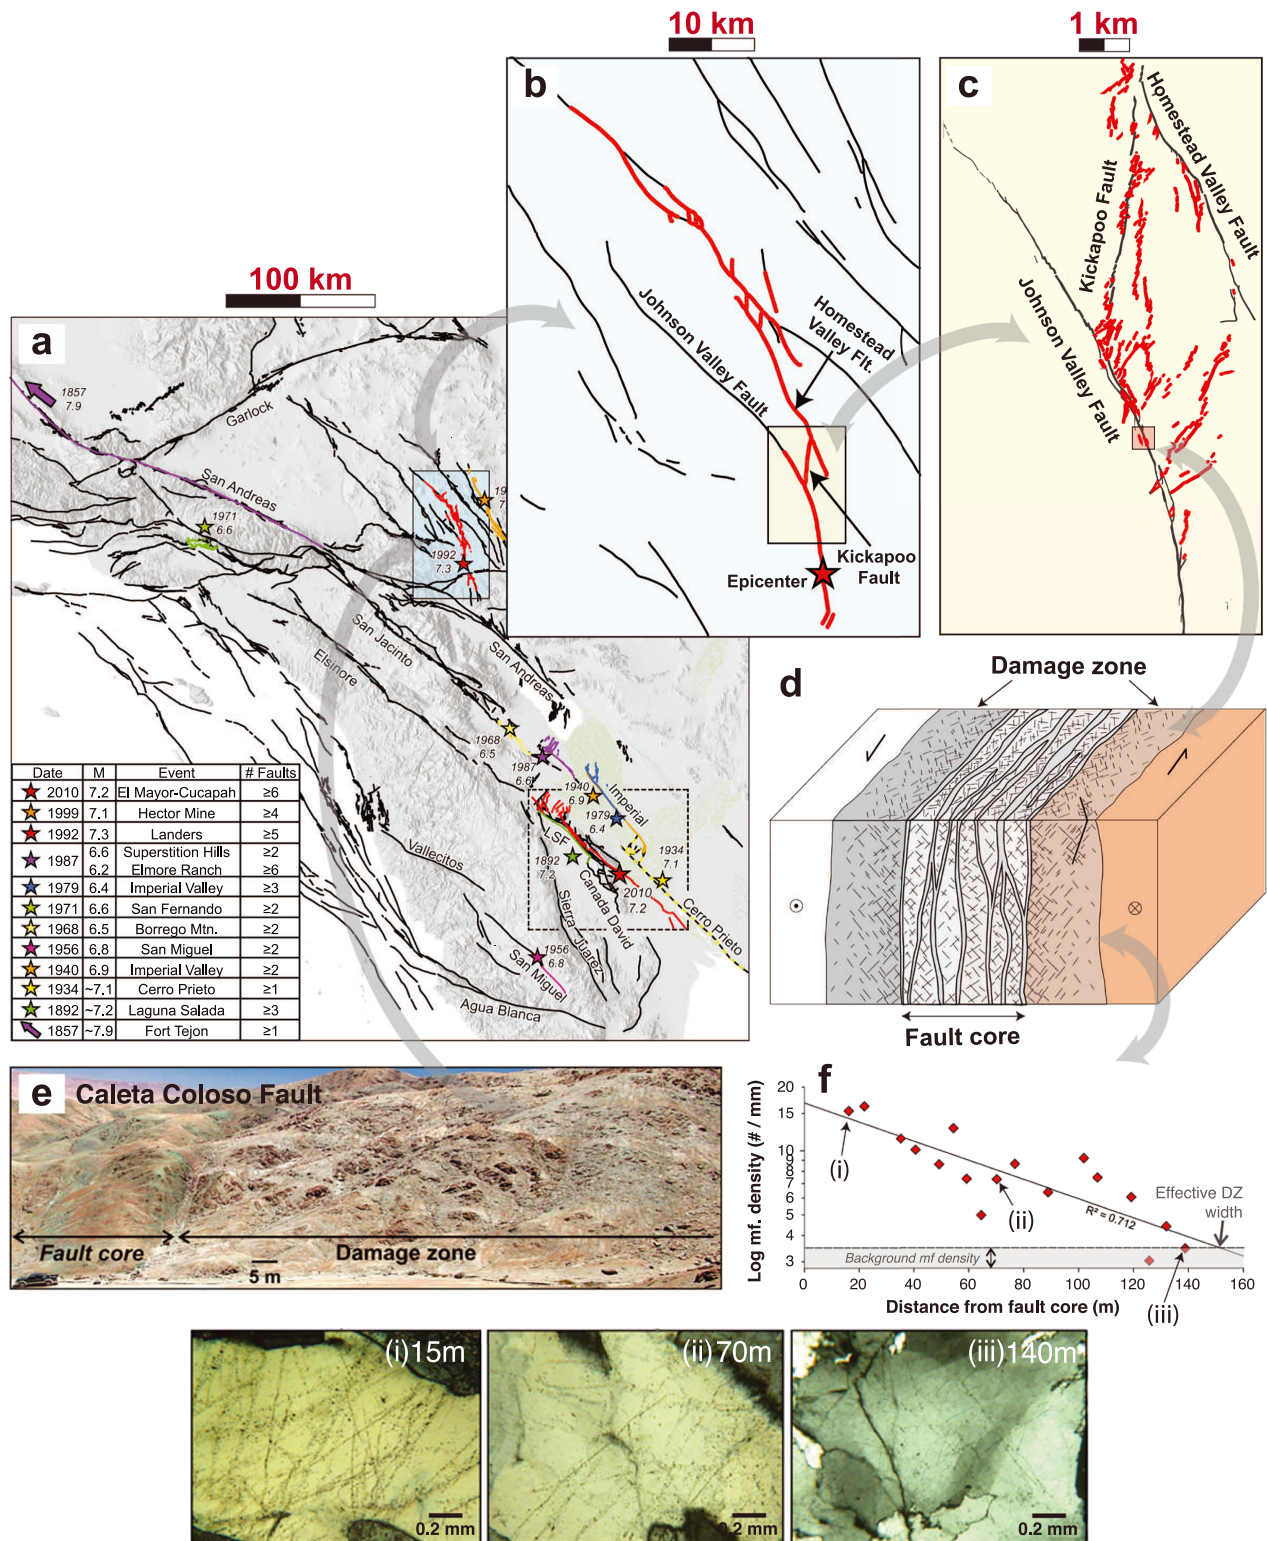 10 km
1 km
b
Johnson Valley Fault
Homestead
Valley Flt.
Kickapoo
Fault
Epicenter
c
Homestead Valley Fault
Kickapoo Fault
Johnson Valley Fault
100 km
a
1857
7.9
Garlock
San Andreas
1971
6.6
19
7.
1992
7.3
San Jacinto
Elsinore
San Andreas
1968
6.5
1987
6.6
1940
6.9
Imperial
1979
6.4
LSF
1892
7.2
1934
7.1
2010
7.2
Vallecitos
Canada David
Sierra Juarez
Cerro Prieto
1956
6.8
San Miguel
Agua Blanca
Date M Event # Faults
2010 7.2 El Mayor-Cucapah ≥6
1999 7.1 Hector Mine ≥4
1992 7.3 Landers ≥5
1987 6.6 Superstition Hills ≥2
6.2 Elmore Ranch ≥6
1979 6.4 Imperial Valley ≥3
1971 6.6 San Fernando ≥2
1968 6.5 Borrego Mtn. ≥2
1956 6.8 San Miguel ≥2
1940 6.9 Imperial Valley ≥2
1934 ~7.1 Cerro Prieto ≥1
1892 ~7.2 Laguna Salada ≥3
1857 ~7.9 Fort Tejon ≥1
d
Damage zone
Fault core
e
Caleta Coloso Fault
Fault core
Damage zone
5 m
f
Log mf. density (# / mm)
20
15
10
9
8
7
6
5
4
3
(i)
(ii)
(iii)
R² = 0.712
Effective DZ
width
Background mf density
0 20 40 60 80 100 120 140 160
Distance from fault core (m)
(i)15m
0.2 mm
(ii)70m
0.2 mm
(iii)140m
0.2 mm